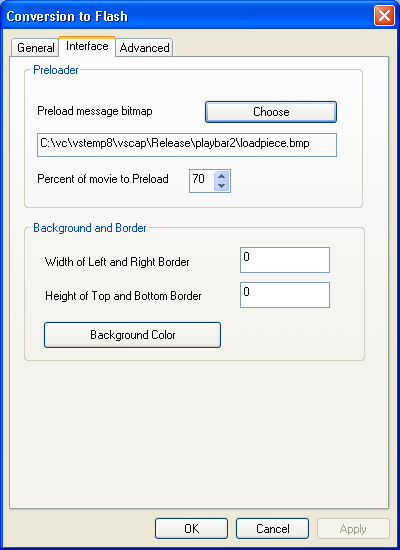 Conversion to Flash
General Interface Advanced
Preloader
Preload message bitmap Choose
C:\vc\vstemp8\vscap\Release\playbar2\loadpiece.bmp
Percent of movie to Preload 70
Background and Border
Width of Left and Right Border 0
Height of Top and Bottom Border 0
Background Color
OK Cancel Apply